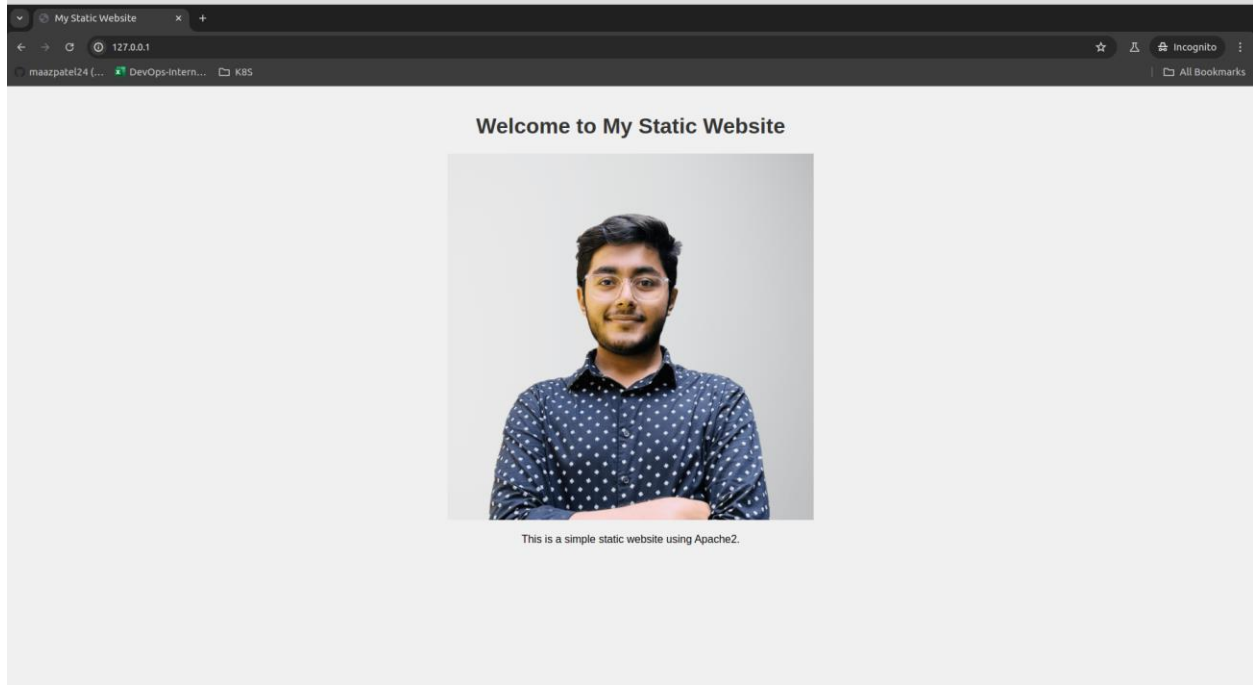 My Static Website
127.0.0.1
Incognito
maazpatel24 (... DevOps-Intern... K8S All Bookmarks
Welcome to My Static Website
This is a simple static website using Apache2.